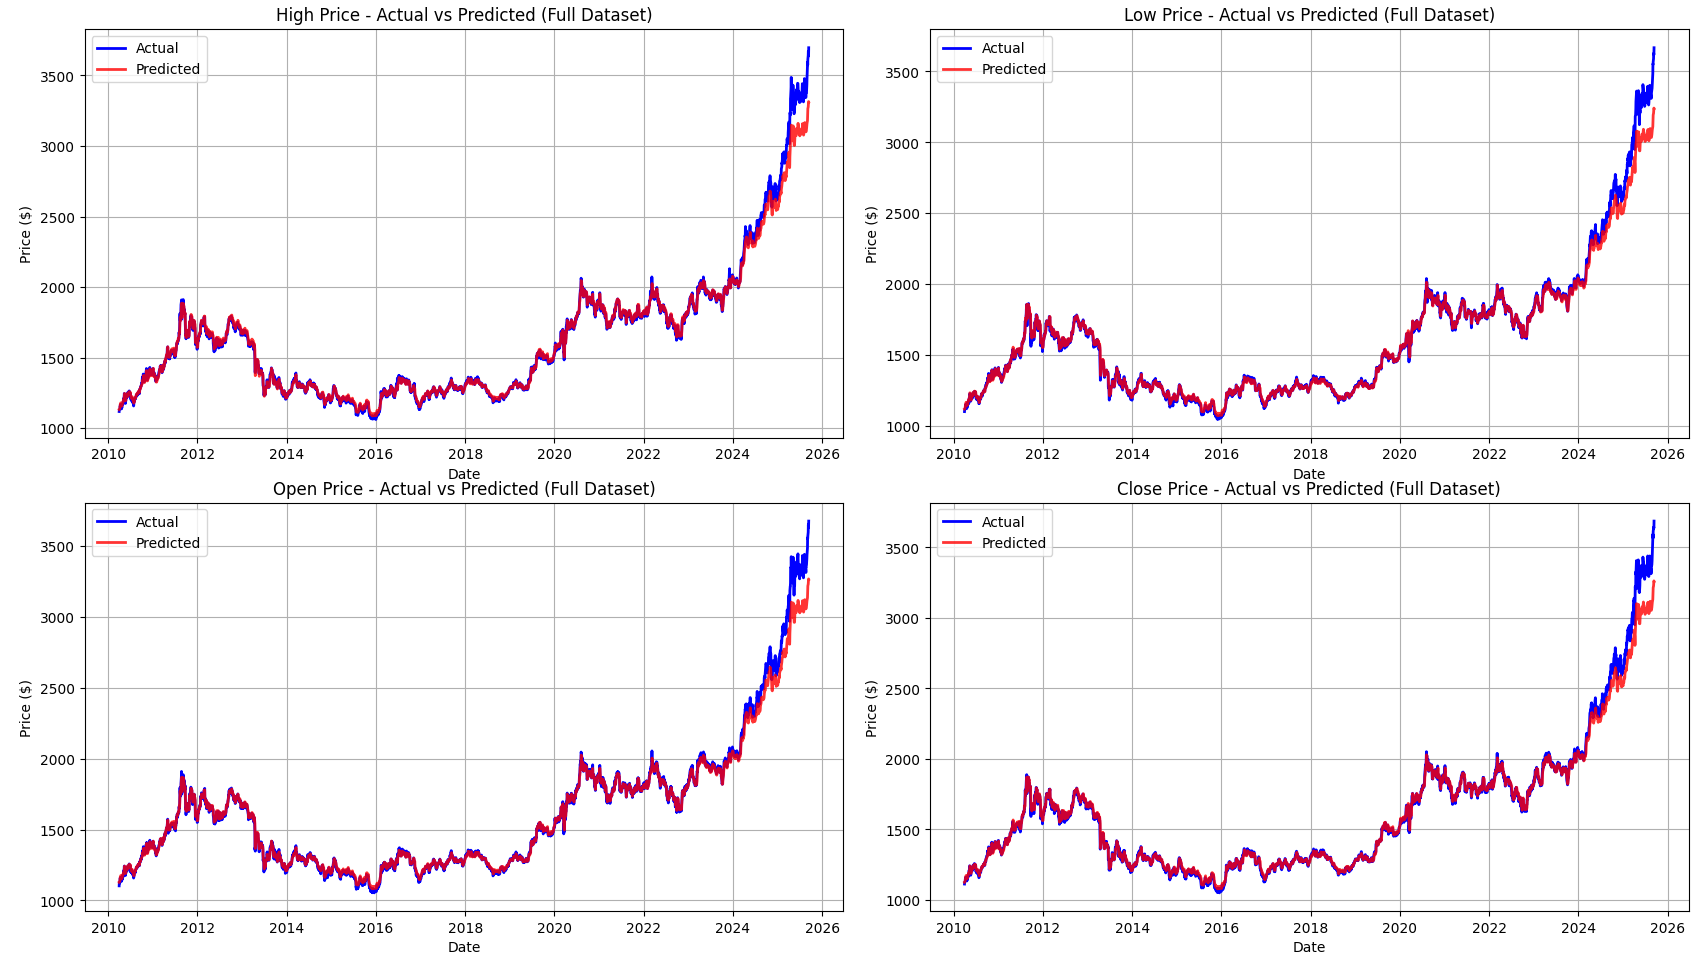 High Price - Actual vs Predicted (Full Dataset)
Actual
Predicted
3500
3000
2500
2000
1500
1000
Price ($)
2010 2012 2014 2016 2018 2020 2022 2024 2026
Date
Low Price - Actual vs Predicted (Full Dataset)
Actual
Predicted
3500
3000
2500
2000
1500
1000
Price ($)
2010 2012 2014 2016 2018 2020 2022 2024 2026
Date
Open Price - Actual vs Predicted (Full Dataset)
Actual
Predicted
3500
3000
2500
2000
1500
1000
Price ($)
2010 2012 2014 2016 2018 2020 2022 2024 2026
Date
Close Price - Actual vs Predicted (Full Dataset)
Actual
Predicted
3500
3000
2500
2000
1500
1000
Price ($)
2010 2012 2014 2016 2018 2020 2022 2024 2026
Date